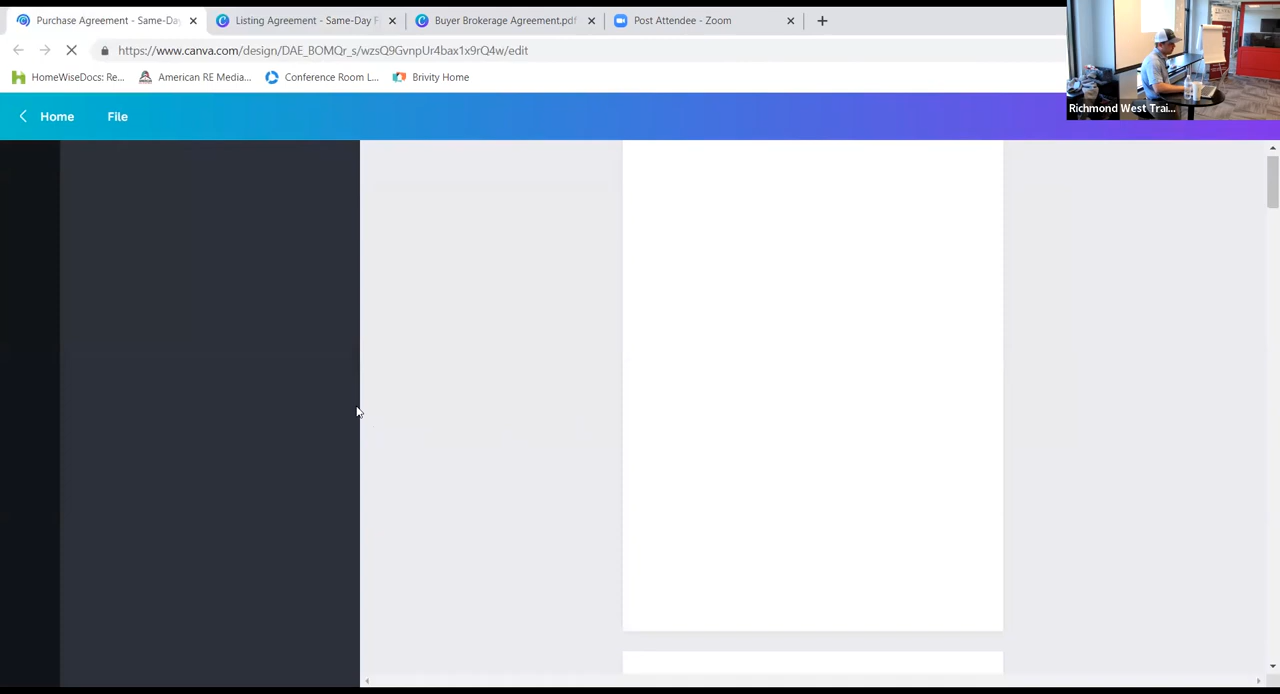 Purchase Agreement - Same-Da
Listing Agreement - Same-Day F
Buyer Brokerage Agreement.pdf
Post Attendee - Zoom
https://www.canva.com/design/DAE_BOMQr_s/wzsQ9GvnpUr4bax1x9rQ4w/edit
HomeWiseDocs: Re...
American RE Media...
Conference Room L...
Brivity Home
Richmond West Trai...
Home
File